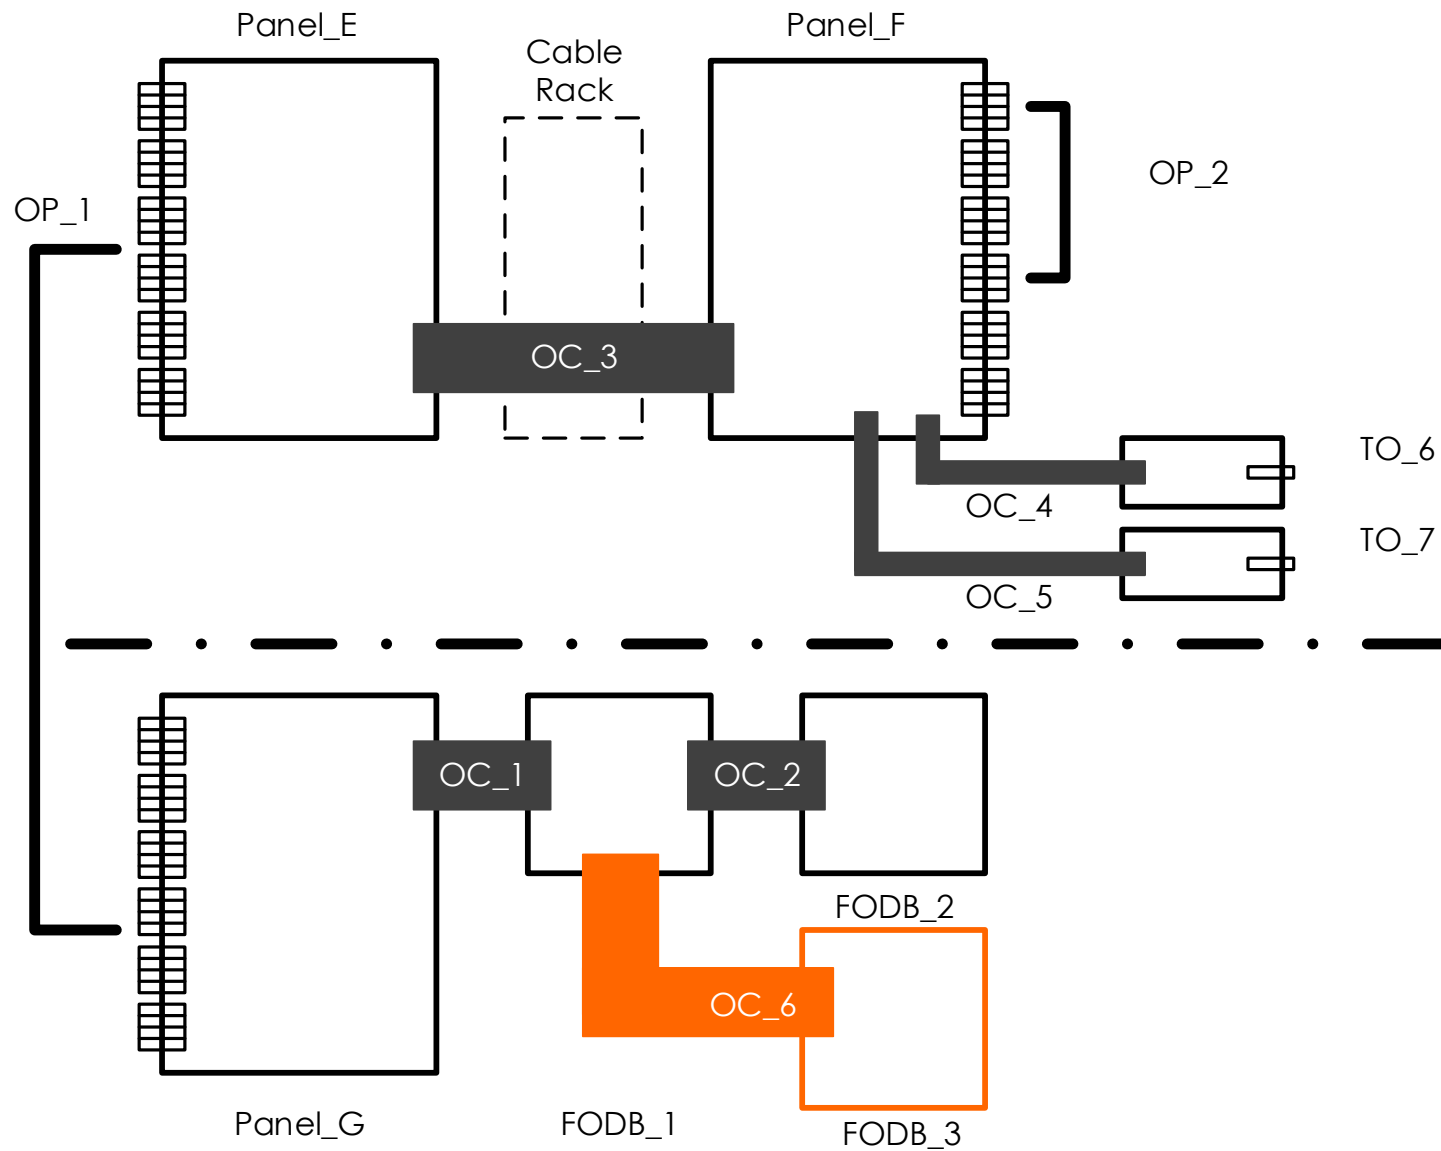 Panel_E
Panel_F
Cable
Rack
OP_1
OP_2
OC_3
TO_6
OC_4
TO_7
OC_5
OC_1
OC_2
FODB_2
OC_6
Panel_G
FODB_1
FODB_3